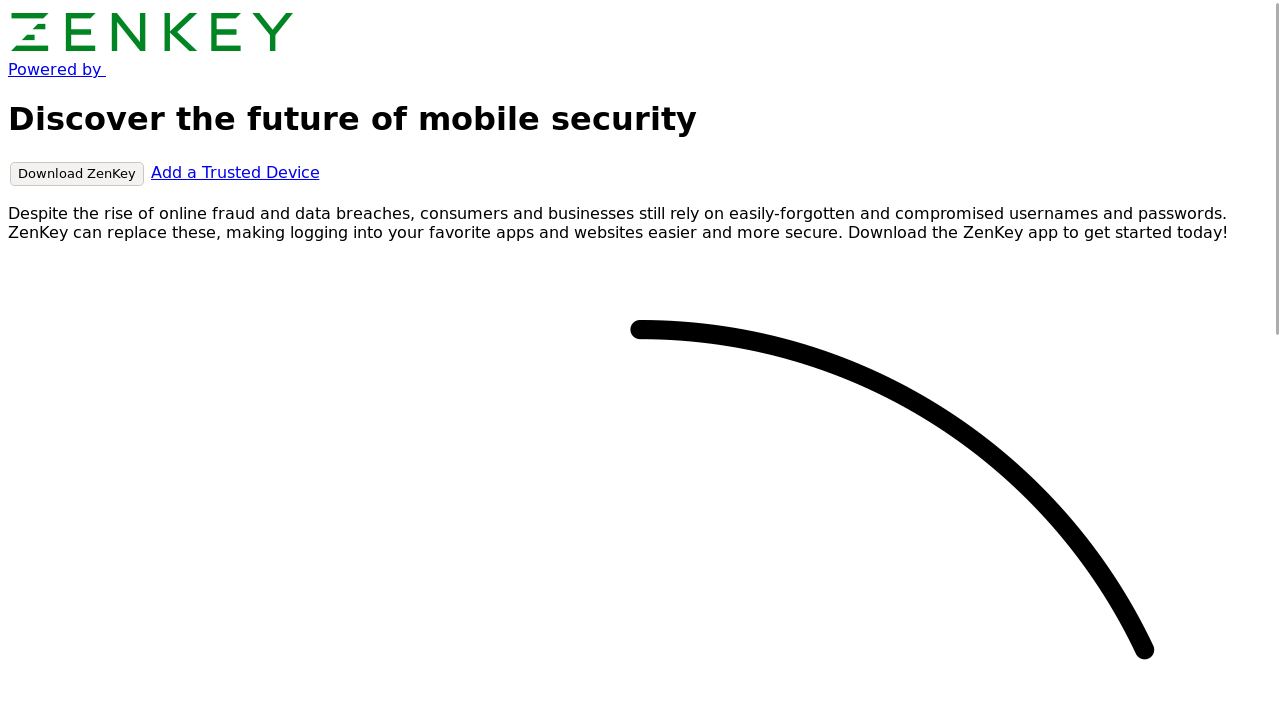 ZENKEY
Powered by
Discover the future of mobile security
Download ZenKey Add a Trusted Device
Despite the rise of online fraud and data breaches, consumers and businesses still rely on easily-forgotten and compromised usernames and passwords.
ZenKey can replace these, making logging into your favorite apps and websites easier and more secure. Download the ZenKey app to get started today!